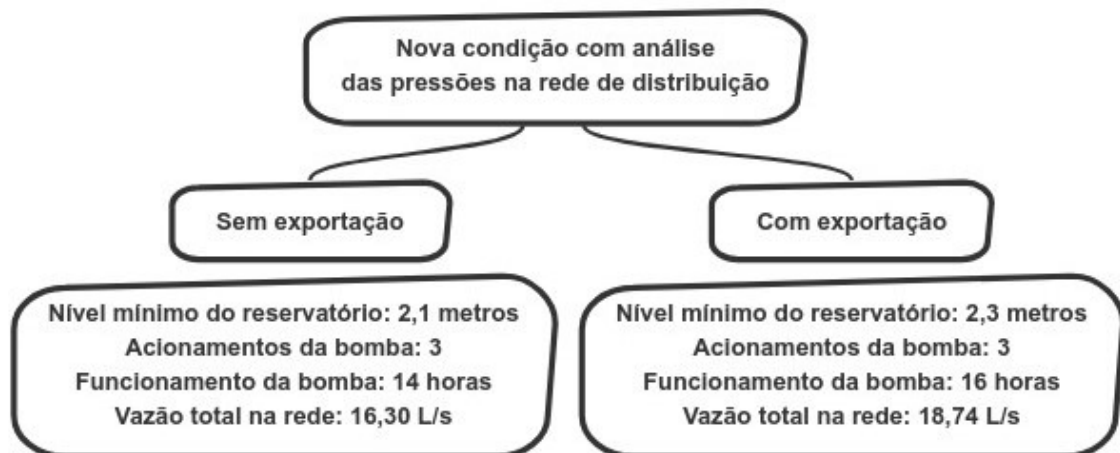 Nova condição com análise
das pressões na rede de distribuição
Sem exportação
Com exportação
Nível mínimo do reservatório: 2,1 metros
Acionamentos da bomba: 3
Funcionamento da bomba: 14 horas
Vazão total na rede: 16,30 L/s
Nível mínimo do reservatório: 2,3 metros
Acionamentos da bomba: 3
Funcionamento da bomba: 16 horas
Vazão total na rede: 18,74 L/s